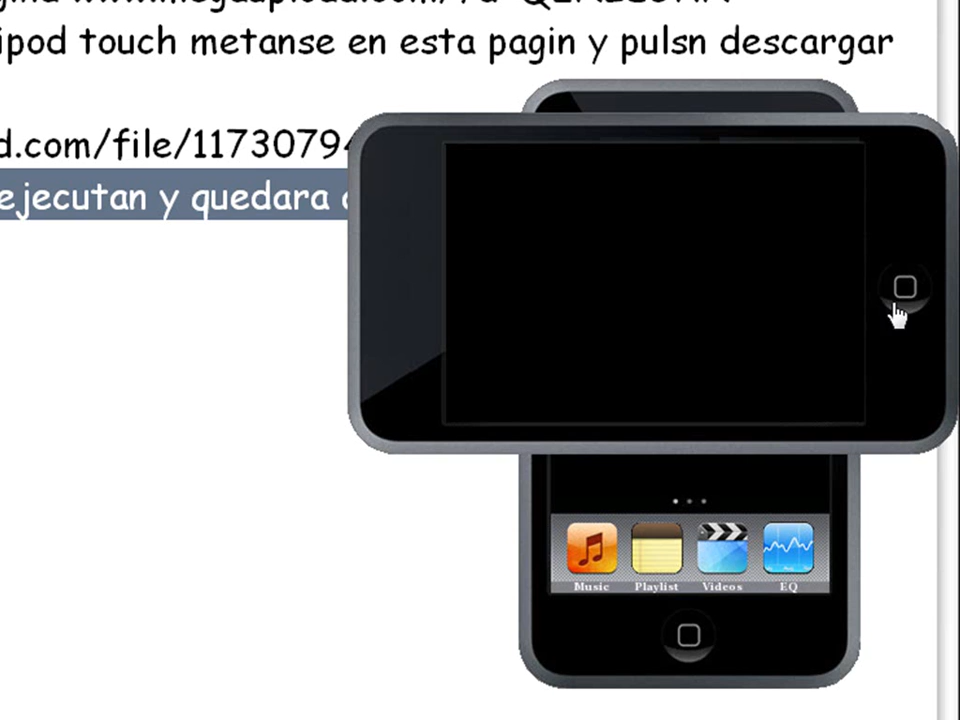 ipod touch metanse en esta pagin y pulsn descargar
d.com/file/1173079
ejecutan y quedara
Music Playlist Videos EQ